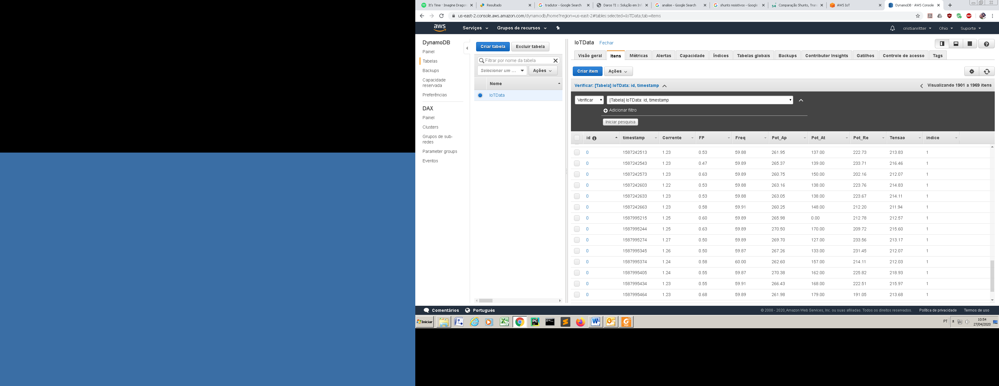 It's Time · Imagine Dragon
Resultado
tradutor - Google Search
Daros TI :: Solução em Inf
analise - Google Search
shunts resistivos - Google
Comparação Shunts, Tran
AWS IoT
DynamoDB · AWS Console
us-east-2.console.aws.amazon.com/dynamodb/home?region=us-east-2#tables:selected=IoTData;tab=items
aws Serviços Grupos de recursos cristianritter Ohio Suporte
DynamoDB
Painel
Tabelas
Backups
Capacidade
reservada
Preferências
DAX
Painel
Clusters
Grupos de sub-
redes
Parameter groups
Eventos
Criar tabela Excluir tabela
Filtrar por nome da tabela
Selecionar um ... Ações
Nome
IoTData
IoTData Fechar
Visão geral Itens Métricas Alertas Capacidade Índices Tabelas globais Backups Contributor Insights Gatilhos Controle de acesso Tags
Criar item Ações
Verificar: [Tabela] IoTData: id, timestamp Visualizando 1901 a 1969 itens
Verificar [Tabela] IoTData: id, timestamp
Adicionar filtro
Iniciar pesquisa
id timestamp Corrente FP Freq Pot_Ap Pot_At Pot_Re Tensao indice
0 1587242513 1.23 0.53 59.88 261.95 137.00 222.73 213.83 1
0 1587242543 1.23 0.47 59.89 265.37 139.00 233.71 216.46 1
0 1587242573 1.23 0.63 59.89 260.75 150.00 202.16 212.07 1
0 1587242603 1.22 0.53 59.88 263.16 138.00 223.76 214.83 1
0 1587242633 1.23 0.53 59.88 263.05 138.00 223.67 214.11 1
0 1587242663 1.23 0.58 59.91 260.25 148.00 212.20 211.94 1
0 1587995215 1.25 0.60 59.89 265.98 0.00 212.78 212.57 1
0 1587995244 1.25 0.63 59.89 270.50 170.00 209.72 215.60 1
0 1587995274 1.27 0.50 59.89 269.70 127.00 233.56 213.17 1
0 1587995345 1.26 0.50 59.87 267.26 133.00 231.45 212.07 1
0 1587995374 1.24 0.58 60.00 262.60 157.00 214.11 212.03 1
0 1587995405 1.24 0.55 59.87 270.38 162.00 225.82 218.93 1
0 1587995434 1.23 0.55 59.91 266.43 168.00 222.51 215.97 1
0 1587995464 1.23 0.68 59.89 261.98 179.00 191.05 213.68 1
Comentários Português © 2008 - 2020, Amazon Web Services, Inc. ou suas afiliadas. Todos os direitos reservados. Política de privacidade Termos de uso
Iniciar PT 10:54
27/04/2020